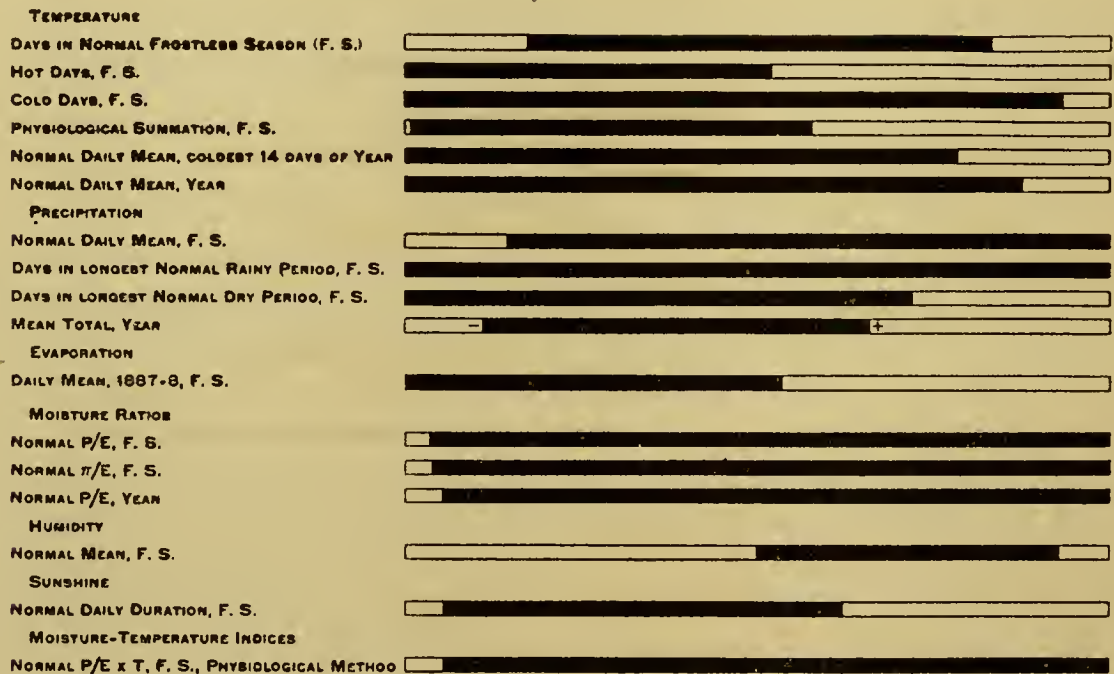 TEMPERATURE
DAYS IN NORMAL FROSTLESS SEASON (F. S.)
HOT DAYS, F. S.
COLD DAYS, F. S.
PHYSIOLOGICAL SUMMATION, F. S.
NORMAL DAILY MEAN, COLDEST 14 DAYS OF YEAR
NORMAL DAILY MEAN, YEAR
PRECIPITATION
NORMAL DAILY MEAN, F. S.
DAYS IN LONGEST NORMAL RAINY PERIOD, F. S.
DAYS IN LONGEST NORMAL DRY PERIOD, F. S.
MEAN TOTAL, YEAR − +
EVAPORATION
DAILY MEAN, 1887-8, F. S.
MOISTURE RATIOS
NORMAL P/E, F. S.
NORMAL π/E, F. S.
NORMAL P/E, YEAR
HUMIDITY
NORMAL MEAN, F. S.
SUNSHINE
NORMAL DAILY DURATION, F. S.
MOISTURE-TEMPERATURE INDICES
NORMAL P/E X T, F. S., PHYSIOLOGICAL METHOD